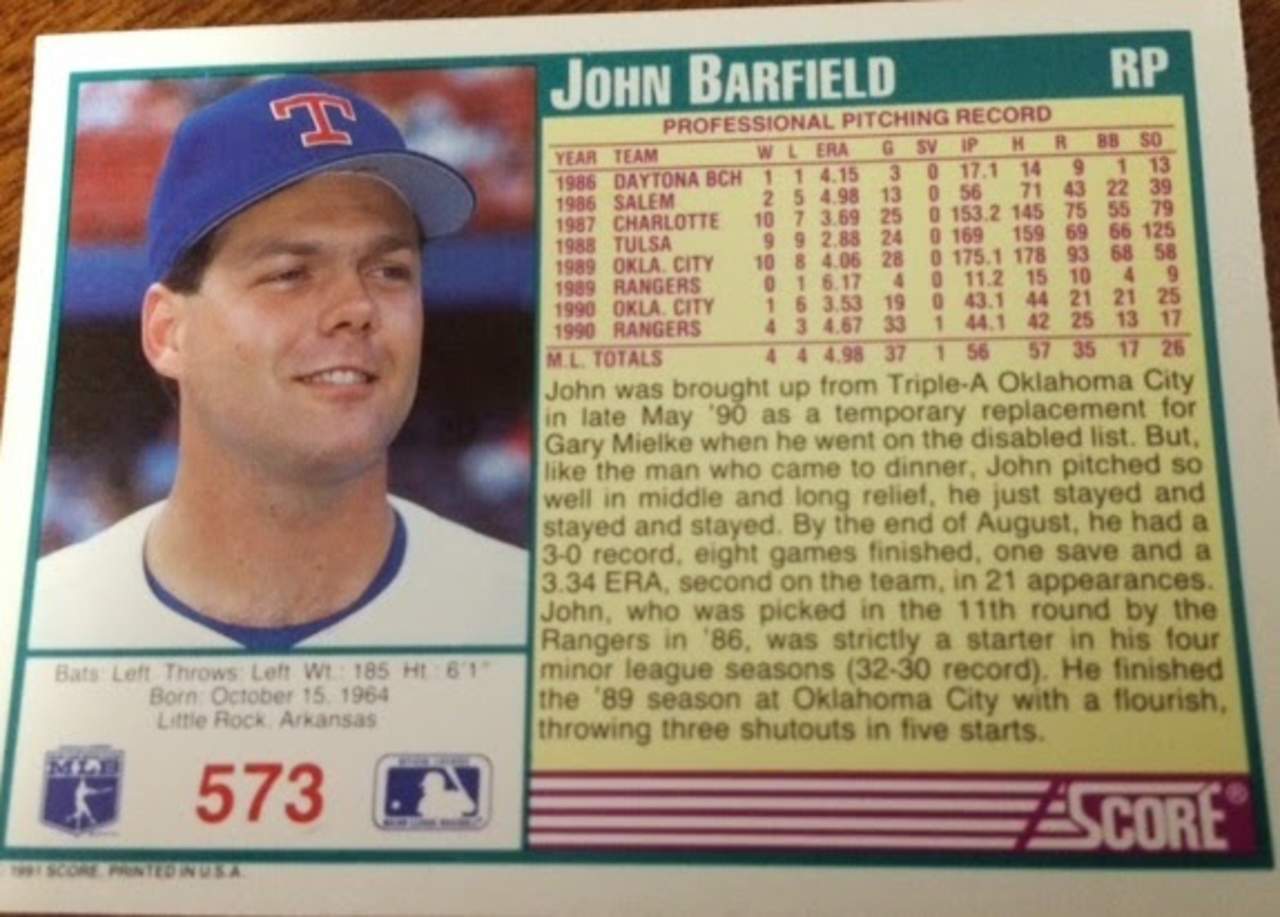 JOHN BARFIELD RP
PROFESSIONAL PITCHING RECORD
YEAR TEAM W L ERA G SV IP H R BB SO
1986 DAYTONA BCH 1 1 4.15 3 0 17.1 14 9 1 13
1986 SALEM 2 5 4.98 13 0 56 71 43 22 39
1987 CHARLOTTE 10 7 3.69 25 0 153.2 145 75 55 79
1988 TULSA 9 9 2.88 24 0 169 159 69 66 125
1989 OKLA. CITY 10 8 4.06 28 0 175.1 178 93 68 58
1989 RANGERS 0 1 6.17 4 0 11.2 15 10 4 9
1990 OKLA. CITY 1 6 3.53 19 0 43.1 44 21 21 25
1990 RANGERS 4 3 4.67 33 1 44.1 42 25 13 17
M.L. TOTALS 4 4 4.98 37 1 56 57 35 17 26
John was brought up from Triple-A Oklahoma City
in late May '90 as a temporary replacement for
Gary Mielke when he went on the disabled list. But,
like the man who came to dinner, John pitched so
well in middle and long relief, he just stayed and
stayed and stayed. By the end of August, he had a
3-0 record, eight games finished, one save and a
3.34 ERA, second on the team, in 21 appearances.
John, who was picked in the 11th round by the
Rangers in '86, was strictly a starter in his four
minor league seasons (32-30 record). He finished
the '89 season at Oklahoma City with a flourish,
throwing three shutouts in five starts.
T
Bats: Left Throws: Left Wt.: 185 Ht.: 6'1"
Born: October 15, 1964
Little Rock, Arkansas
MLB
573
SCORE®
1991 SCORE, PRINTED IN U.S.A.